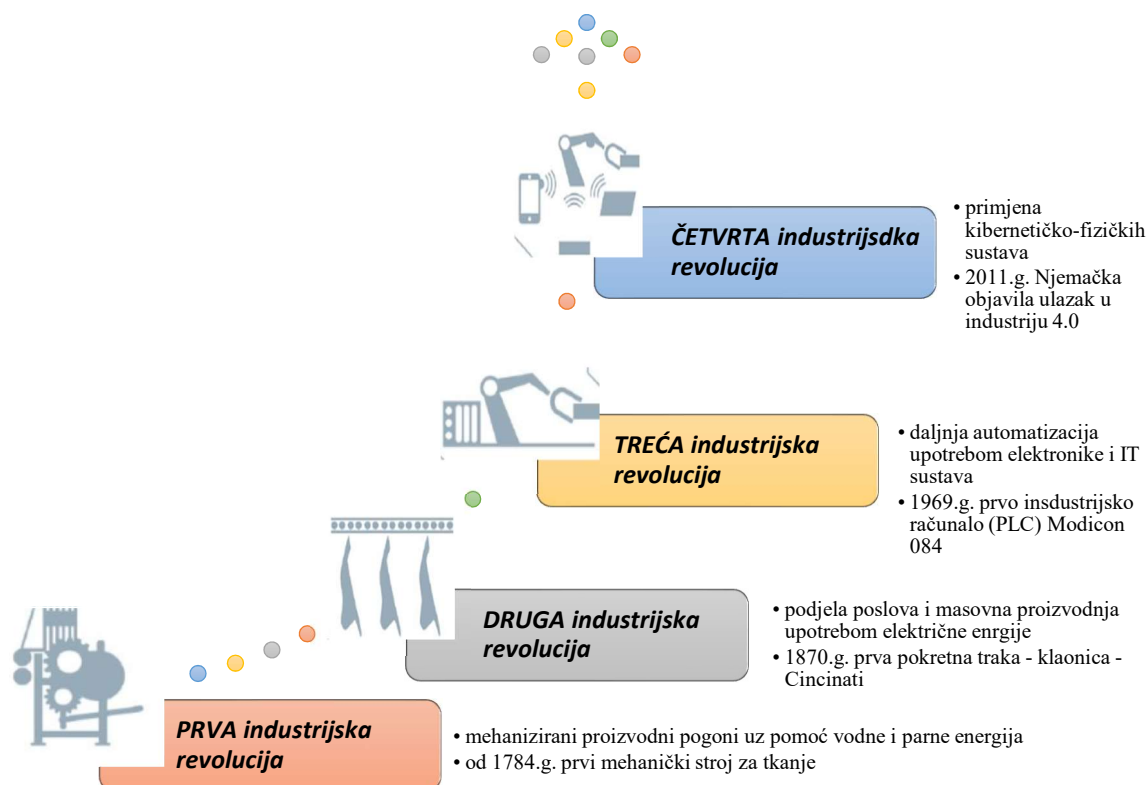 ČETVRTA industrijsdka
revolucija
• primjena
kibernetičko-fizičkih
sustava
• 2011.g. Njemačka
objavila ulazak u
industriju 4.0
TREĆA industrijska
revolucija
• daljnja automatizacija
upotrebom elektronike i IT
sustava
• 1969.g. prvo insdustrijsko
računalo (PLC) Modicon
084
DRUGA industrijska
revolucija
• podjela poslova i masovna proizvodnja
upotrebom električne enrgije
• 1870.g. prva pokretna traka - klaonica -
Cincinati
PRVA industrijska
revolucija
• mehanizirani proizvodni pogoni uz pomoć vodne i parne energija
• od 1784.g. prvi mehanički stroj za tkanje